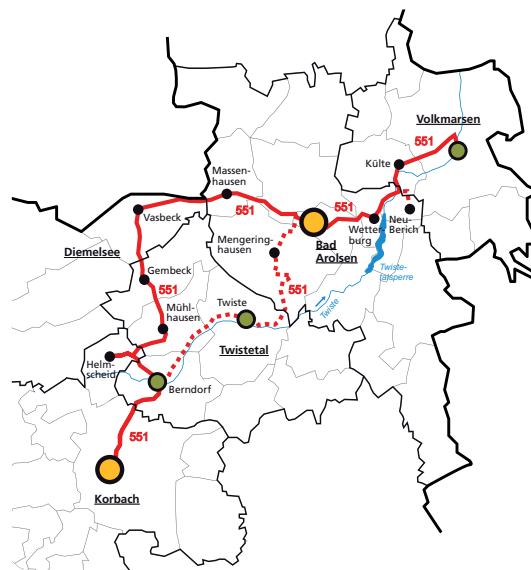 Volkmarsen
551
Külte
Massen-
hausen
551
551
Vasbeck
Neu-
Berich
Wetter-
burg
Bad
Arolsen
Mengering-
hausen
Diemelsee
Twiste-
talsperre
Gembeck
551
551
Mühl-
hausen
Twiste
Twiste
Twistetal
Helm-
scheid
Berndorf
551
Korbach